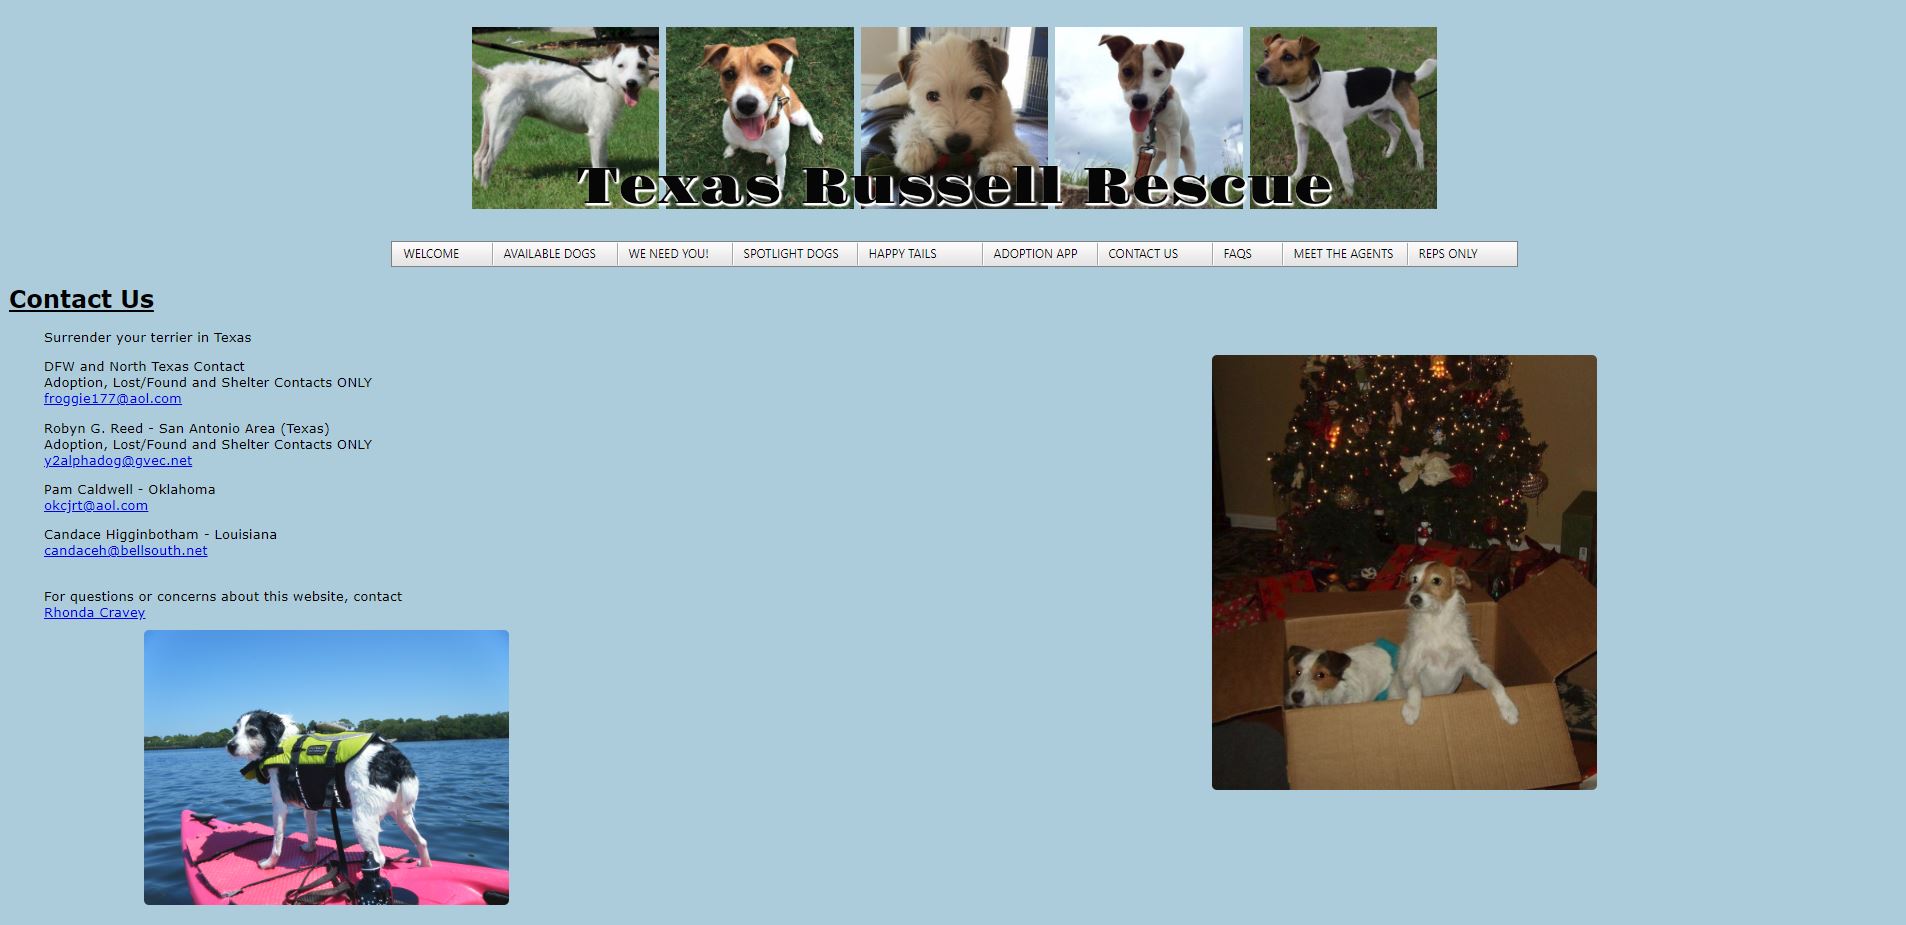 Texas Russell Rescue
WELCOME AVAILABLE DOGS WE NEED YOU! SPOTLIGHT DOGS HAPPY TAILS ADOPTION APP CONTACT US FAQS MEET THE AGENTS REPS ONLY
Contact Us
Surrender your terrier in Texas
DFW and North Texas Contact
Adoption, Lost/Found and Shelter Contacts ONLY
froggie177@aol.com
Robyn G. Reed - San Antonio Area (Texas)
Adoption, Lost/Found and Shelter Contacts ONLY
y2alphadog@gvec.net
Pam Caldwell - Oklahoma
okcjrt@aol.com
Candace Higginbotham - Louisiana
candaceh@bellsouth.net
For questions or concerns about this website, contact
Rhonda Cravey